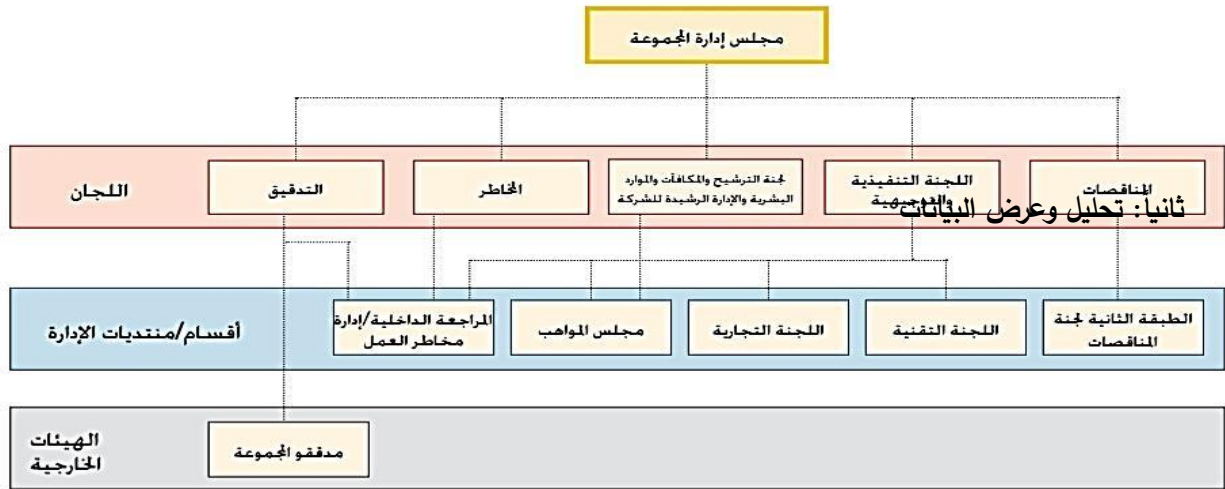 مجلس إدارة المجموعة
اللجان
المناقصات
اللجنة التنفيذية
والتوجيهية
لجنة الترشيح والمكافآت والموارد
البشرية والإدارة الرشيدة للشركة
المخاطر
التدقيق
ثانياً: تحليل وعرض البيانات
أقسام/منتديات الإدارة
الطبقة الثانية لجنة
المناقصات
اللجنة التقنية
اللجنة التجارية
مجلس المواهب
المراجعة الداخلية/إدارة
مخاطر العمل
الهيئات
الخارجية
مدققو المجموعة